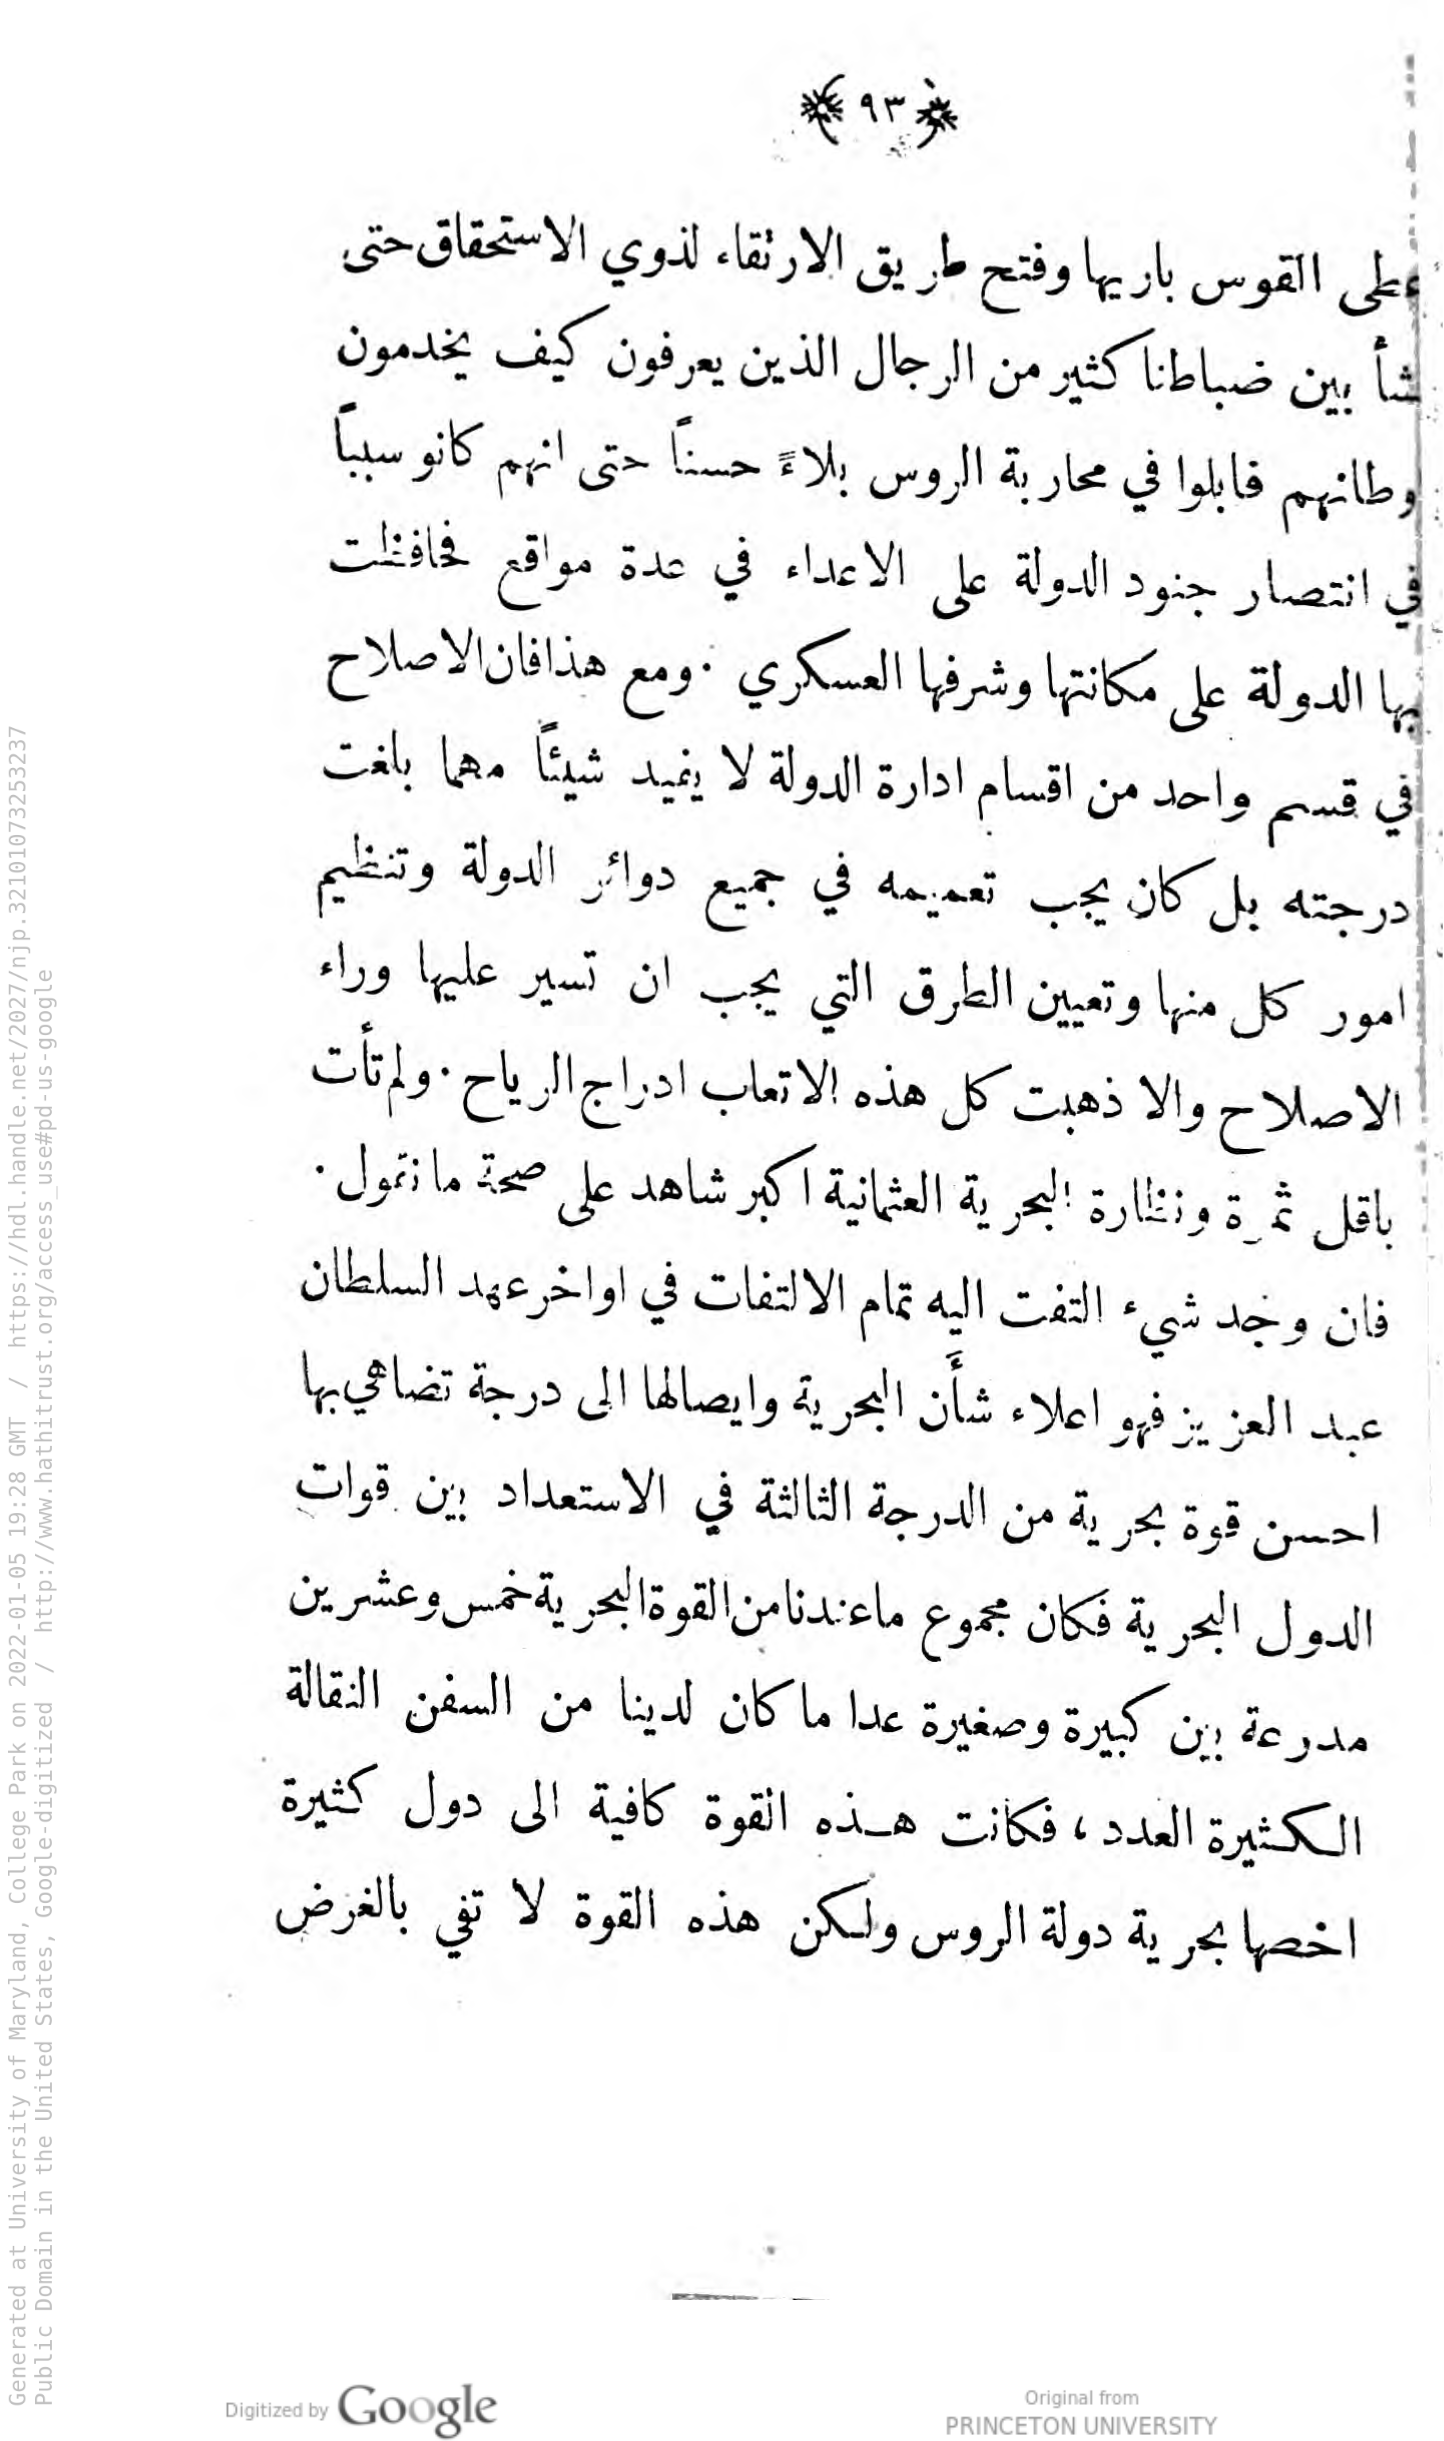 ﴿ ٩٣ ﴾
عطى القوس باريها وفتح طريق الارتقاء لذوي الاستحقاق حتى
شأ بين ضباطنا كثير من الرجال الذين يعرفون كيف يخدمون
وطانهم فابلوا في محاربة الروس بلاءً حسناً حتى انهم كانو سبباً
في انتصار جنود الدولة على الاعداء في عدة مواقع فحافظت
بها الدولة على مكانتها وشرفها العسكري ٠ ومع هذا فان الاصلاح
في قسم واحد من اقسام ادارة الدولة لا يفيد شيئاً مهما بلغت
درجته بل كان يجب تعميمه في جميع دوائر الدولة وتنظيم
امور كل منها وتعيين الطرق التي يجب ان تسير عليها وراء
الاصلاح والا ذهبت كل هذه الاتعاب ادراج الرياح ٠ ولم تأت
باقل ثمرة ونظارة البحرية العثمانية اكبر شاهد على صحة ما نقول ٠
فان وجد شيء التفت اليه تمام الالتفات في اواخر عهد السلطان
عبد العزيز فهو اعلاء شأن البحرية وايصالها الى درجة تضاهي بها
احسن قوة بحرية من الدرجة الثالثة في الاستعداد بين قوات
الدول البحرية فكان مجموع ما عندنا من القوة البحرية خمس وعشرين
مدرعة بين كبيرة وصغيرة عدا ما كان لدينا من السفن النقالة
الكثيرة العدد ، فكانت هذه القوة كافية الى دول كثيرة
اخصها بحرية دولة الروس ولكن هذه القوة لا تفي بالغرض
Generated at University of Maryland, College Park on 2022-01-05 19:28 GMT / https://hdl.handle.net/2027/njp.32101073253237
Public Domain in the United States, Google-digitized / http://www.hathitrust.org/access_use#pd-us-google
Digitized by Google
Original from
PRINCETON UNIVERSITY